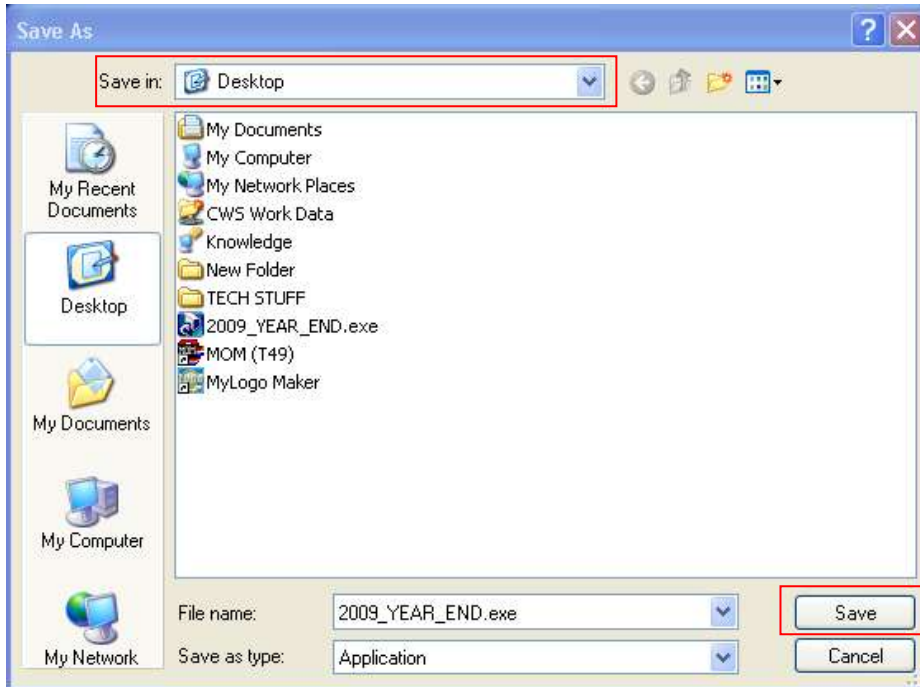 Save As
?
Save in: Desktop
My Documents
My Computer
My Network Places
CWS Work Data
Knowledge
New Folder
TECH STUFF
2009_YEAR_END.exe
MOM (T49)
MyLogo Maker
My Recent
Documents
Desktop
My Documents
My Computer
My Network
File name: 2009_YEAR_END.exe Save
Save as type: Application Cancel